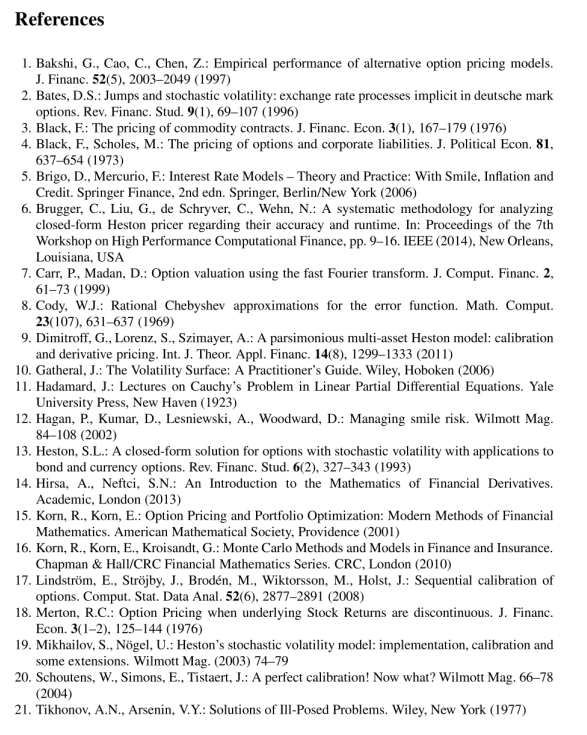 References
1. Bakshi, G., Cao, C., Chen, Z.: Empirical performance of alternative option pricing models.
J. Financ. 52(5), 2003–2049 (1997)
2. Bates, D.S.: Jumps and stochastic volatility: exchange rate processes implicit in deutsche mark
options. Rev. Financ. Stud. 9(1), 69–107 (1996)
3. Black, F.: The pricing of commodity contracts. J. Financ. Econ. 3(1), 167–179 (1976)
4. Black, F., Scholes, M.: The pricing of options and corporate liabilities. J. Political Econ. 81,
637–654 (1973)
5. Brigo, D., Mercurio, F.: Interest Rate Models – Theory and Practice: With Smile, Inflation and
Credit. Springer Finance, 2nd edn. Springer, Berlin/New York (2006)
6. Brugger, C., Liu, G., de Schryver, C., Wehn, N.: A systematic methodology for analyzing
closed-form Heston pricer regarding their accuracy and runtime. In: Proceedings of the 7th
Workshop on High Performance Computational Finance, pp. 9–16. IEEE (2014), New Orleans,
Louisiana, USA
7. Carr, P., Madan, D.: Option valuation using the fast Fourier transform. J. Comput. Financ. 2,
61–73 (1999)
8. Cody, W.J.: Rational Chebyshev approximations for the error function. Math. Comput.
23(107), 631–637 (1969)
9. Dimitroff, G., Lorenz, S., Szimayer, A.: A parsimonious multi-asset Heston model: calibration
and derivative pricing. Int. J. Theor. Appl. Financ. 14(8), 1299–1333 (2011)
10. Gatheral, J.: The Volatility Surface: A Practitioner's Guide. Wiley, Hoboken (2006)
11. Hadamard, J.: Lectures on Cauchy's Problem in Linear Partial Differential Equations. Yale
University Press, New Haven (1923)
12. Hagan, P., Kumar, D., Lesniewski, A., Woodward, D.: Managing smile risk. Wilmott Mag.
84–108 (2002)
13. Heston, S.L.: A closed-form solution for options with stochastic volatility with applications to
bond and currency options. Rev. Financ. Stud. 6(2), 327–343 (1993)
14. Hirsa, A., Neftci, S.N.: An Introduction to the Mathematics of Financial Derivatives.
Academic, London (2013)
15. Korn, R., Korn, E.: Option Pricing and Portfolio Optimization: Modern Methods of Financial
Mathematics. American Mathematical Society, Providence (2001)
16. Korn, R., Korn, E., Kroisandt, G.: Monte Carlo Methods and Models in Finance and Insurance.
Chapman & Hall/CRC Financial Mathematics Series. CRC, London (2010)
17. Lindström, E., Ströjby, J., Brodén, M., Wiktorsson, M., Holst, J.: Sequential calibration of
options. Comput. Stat. Data Anal. 52(6), 2877–2891 (2008)
18. Merton, R.C.: Option Pricing when underlying Stock Returns are discontinuous. J. Financ.
Econ. 3(1–2), 125–144 (1976)
19. Mikhailov, S., Nögel, U.: Heston's stochastic volatility model: implementation, calibration and
some extensions. Wilmott Mag. (2003) 74–79
20. Schoutens, W., Simons, E., Tistaert, J.: A perfect calibration! Now what? Wilmott Mag. 66–78
(2004)
21. Tikhonov, A.N., Arsenin, V.Y.: Solutions of Ill-Posed Problems. Wiley, New York (1977)